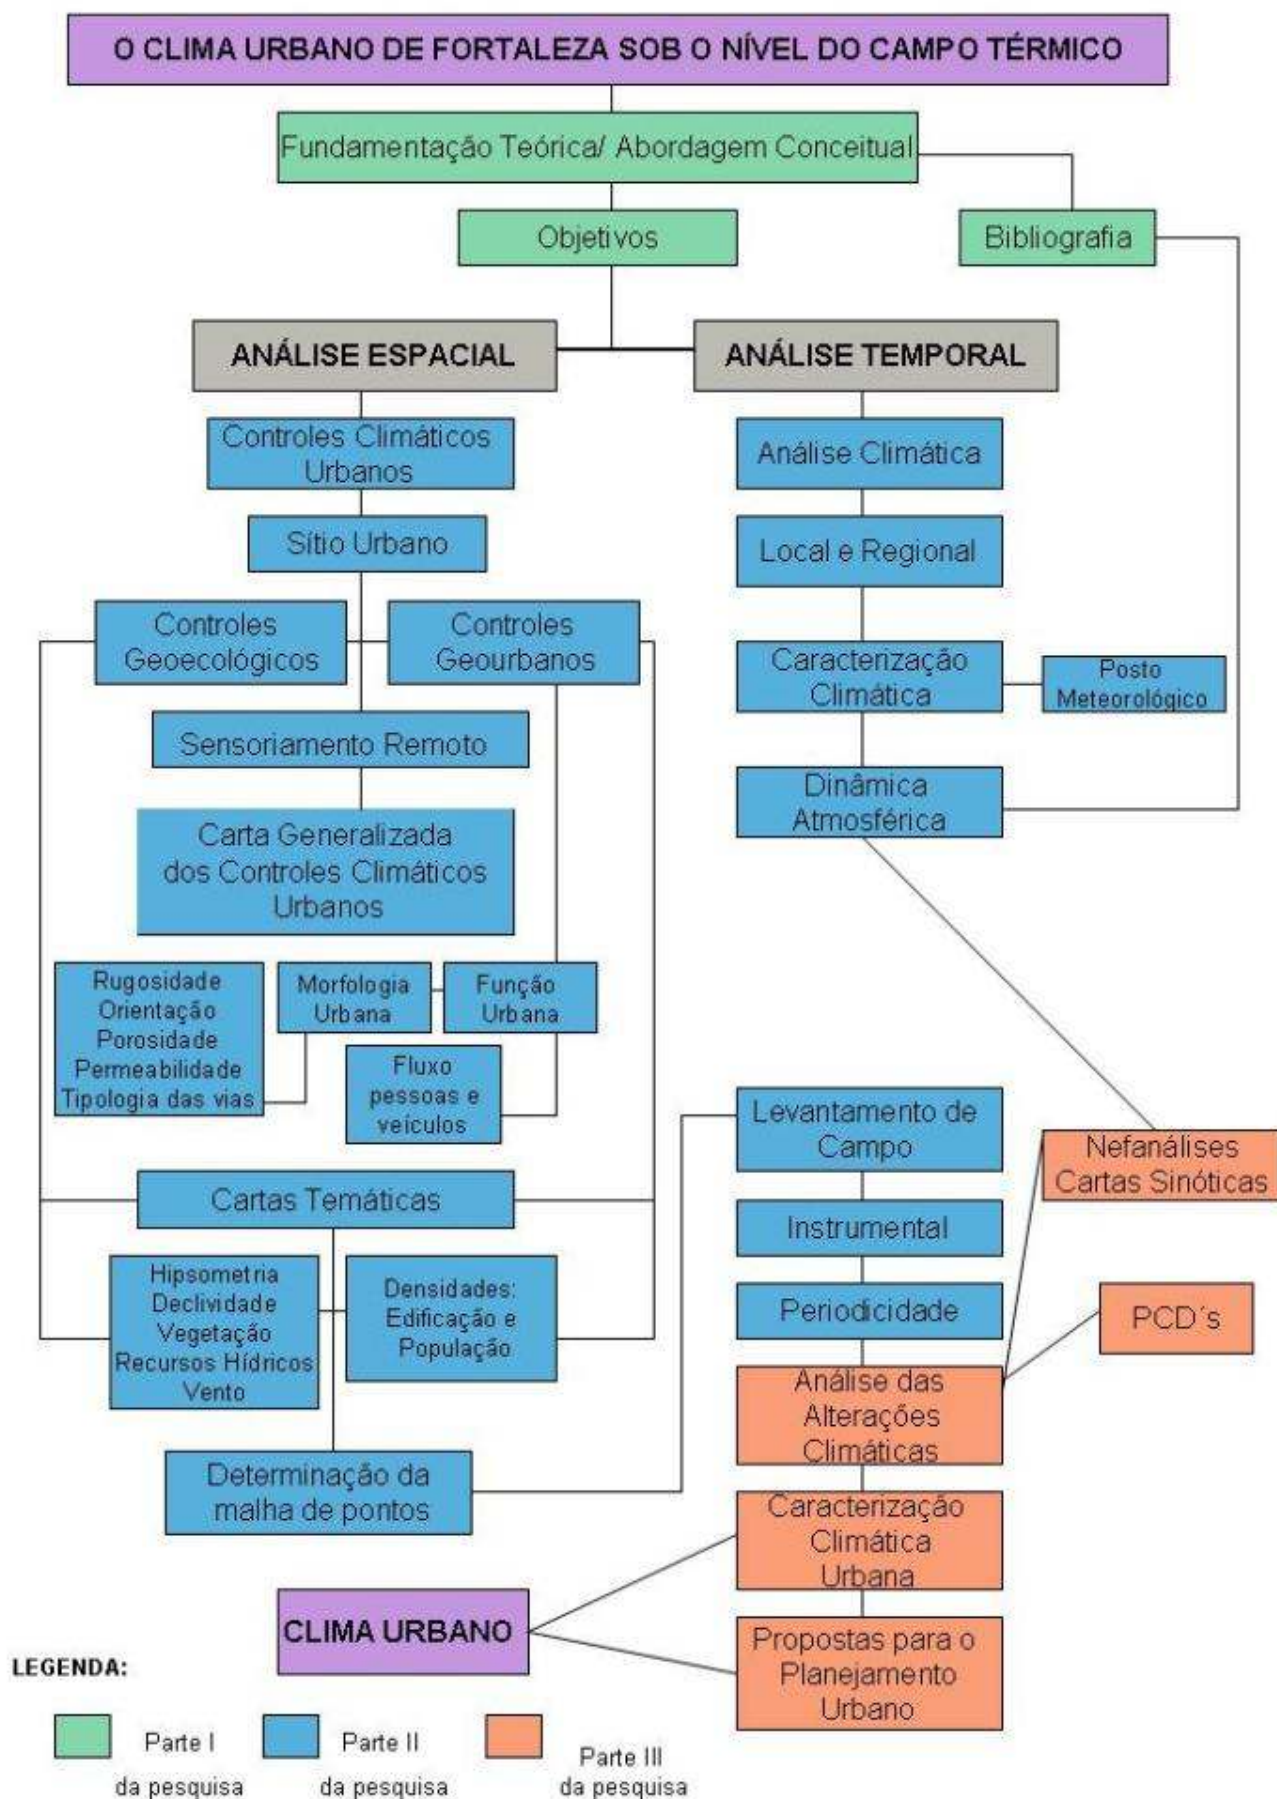 O CLIMA URBANO DE FORTALEZA SOB O NÍVEL DO CAMPO TÉRMICO
Fundamentação Teórica/ Abordagem Conceitual
Objetivos
Bibliografia
ANÁLISE ESPACIAL
ANÁLISE TEMPORAL
Controles Climáticos
Urbanos
Análise Climática
Sítio Urbano
Local e Regional
Controles
Geoecológicos
Controles
Geourbanos
Caracterização
Climática
Posto
Meteorológico
Sensoriamento Remoto
Dinâmica
Atmosférica
Carta Generalizada
dos Controles Climáticos
Urbanos
Rugosidade
Orientação
Porosidade
Permeabilidade
Tipologia das vias
Morfologia
Urbana
Função
Urbana
Fluxo
pessoas e
veículos
Levantamento de
Campo
Nefanálises
Cartas Sinóticas
Cartas Temáticas
Instrumental
Hipsometria
Declividade
Vegetação
Recursos Hídricos
Vento
Densidades:
Edificação e
População
Periodicidade
PCD´s
Análise das
Alterações
Climáticas
Determinação da
malha de pontos
Caracterização
Climática
Urbana
CLIMA URBANO
Propostas para o
Planejamento
Urbano
LEGENDA:
Parte I
da pesquisa
Parte II
da pesquisa
Parte III
da pesquisa